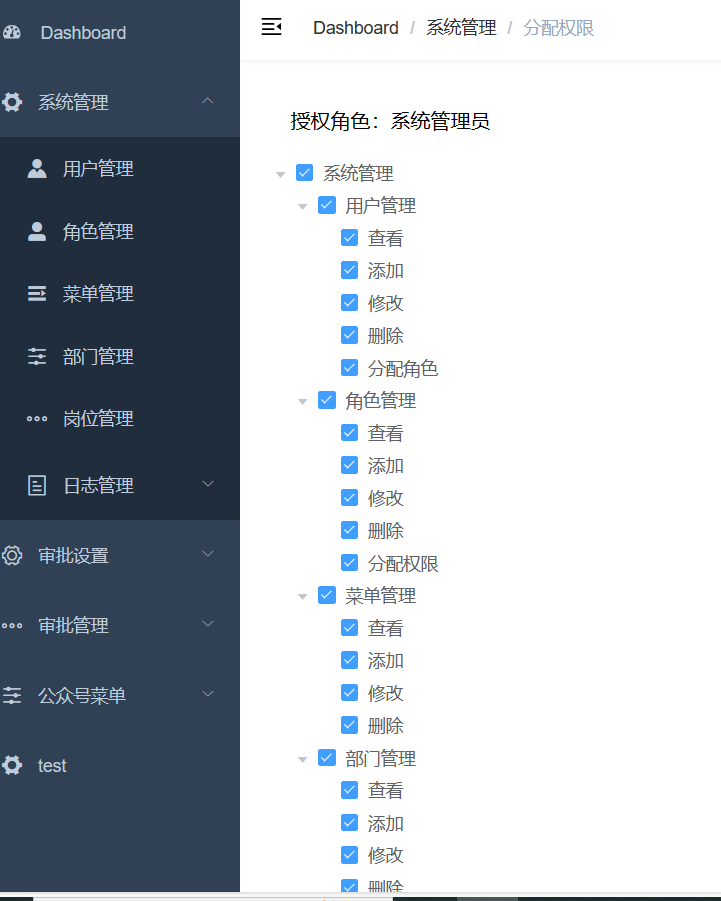 Dashboard
系统管理
用户管理
角色管理
菜单管理
部门管理
岗位管理
日志管理
审批设置
审批管理
公众号菜单
test
Dashboard / 系统管理 / 分配权限
授权角色：系统管理员
系统管理
用户管理
查看
添加
修改
删除
分配角色
角色管理
查看
添加
修改
删除
分配权限
菜单管理
查看
添加
修改
删除
部门管理
查看
添加
修改
删除